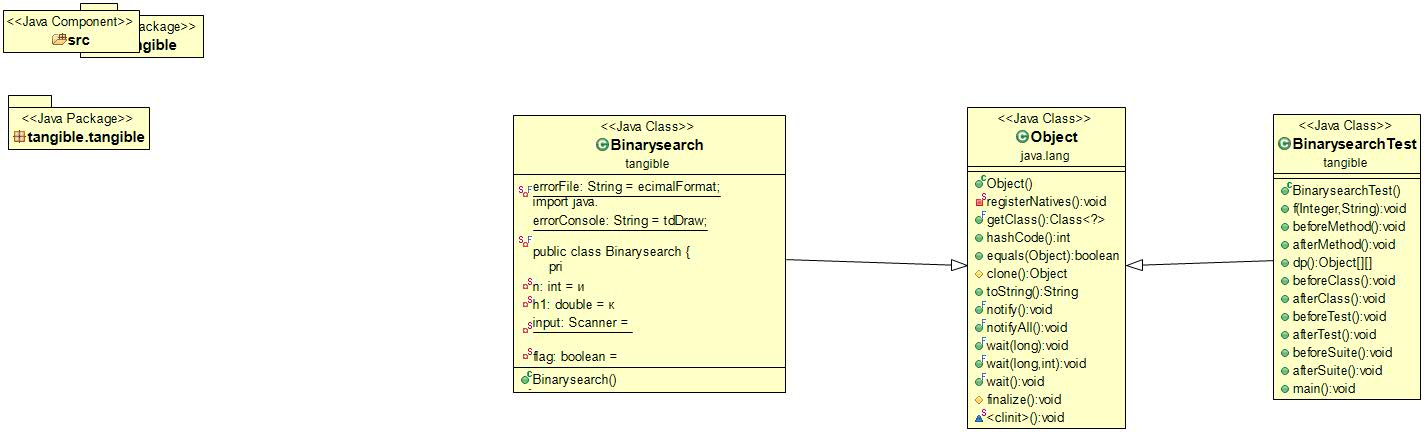 <<Java Component>>
src
ackage>>
ngible
<<Java Package>>
tangible.tangible
<<Java Class>>
Binarysearch
tangible
errorFile: String = ecimalFormat;
import java.
errorConsole: String = tdDraw;
public class Binarysearch {
pri
n: int = и
h1: double = к
input: Scanner =
flag: boolean =
Binarysearch()
<<Java Class>>
Object
java.lang
Object()
registerNatives():void
getClass():Class<?>
hashCode():int
equals(Object):boolean
clone():Object
toString():String
notify():void
notifyAll():void
wait(long):void
wait(long,int):void
wait():void
finalize():void
<clinit>():void
<<Java Class>>
BinarysearchTest
tangible
BinarysearchTest()
f(Integer,String):void
beforeMethod():void
afterMethod():void
dp():Object[][]
beforeClass():void
afterClass():void
beforeTest():void
afterTest():void
beforeSuite():void
afterSuite():void
main():void